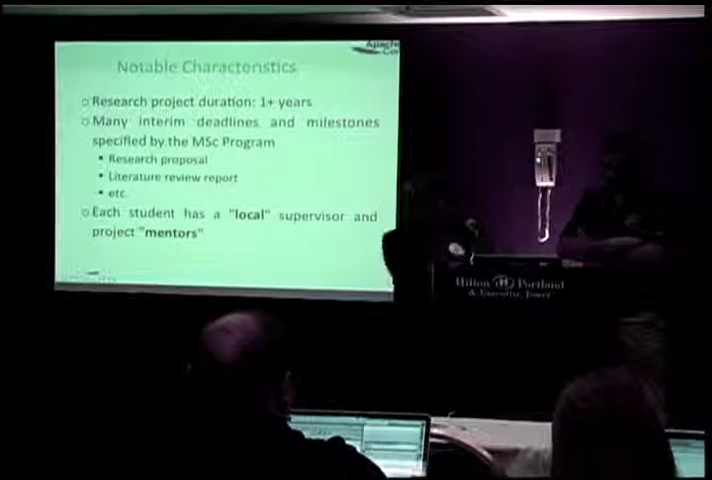 Apache
Notable Characteristics
Research project duration: 1+ years
Many interim deadlines and milestones
specified by the MSc Program
Research proposal
Literature review report
etc.
Each student has a "local" supervisor and
project "mentors"
Hilton Portland
& Executive Tower